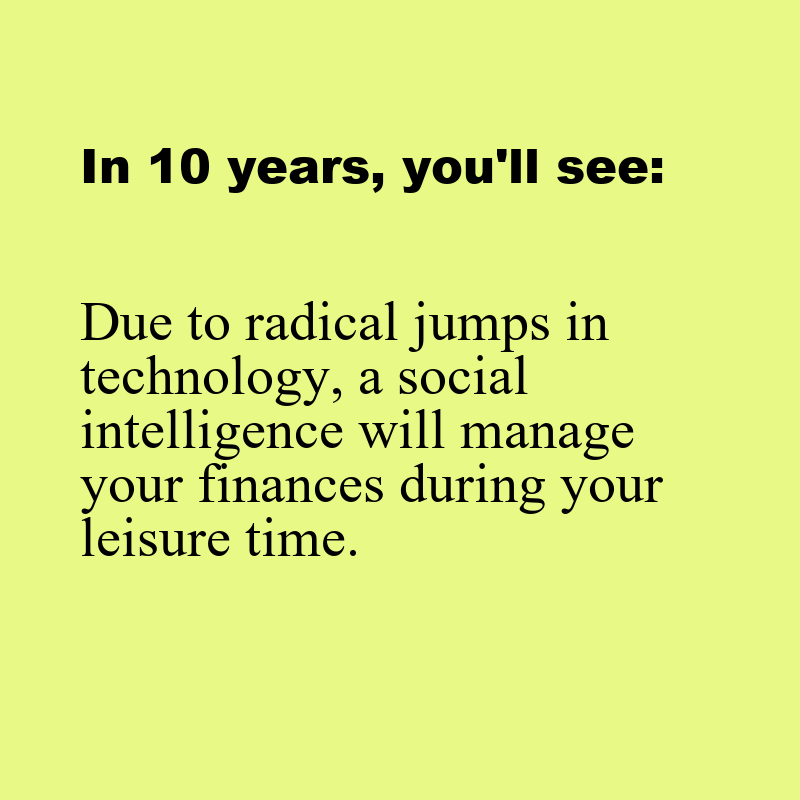 In 10 years, you'll see:
Due to radical jumps in
technology, a social
intelligence will manage
your finances during your
leisure time.